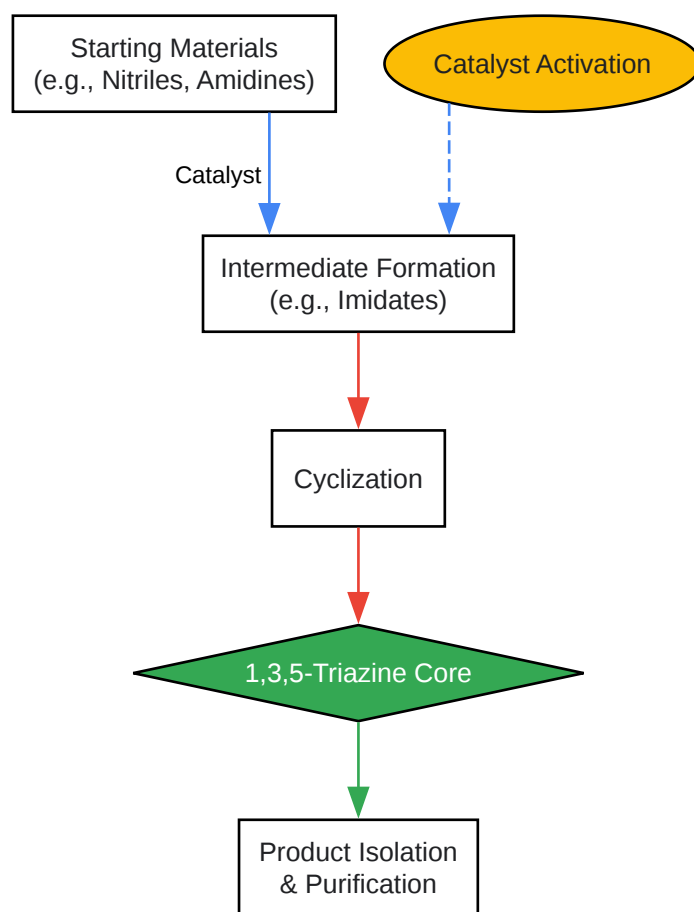 Starting Materials
(e.g., Nitriles, Amidines)
Catalyst Activation
Catalyst
Intermediate Formation
(e.g., Imidates)
Cyclization
1,3,5-Triazine Core
Product Isolation
& Purification